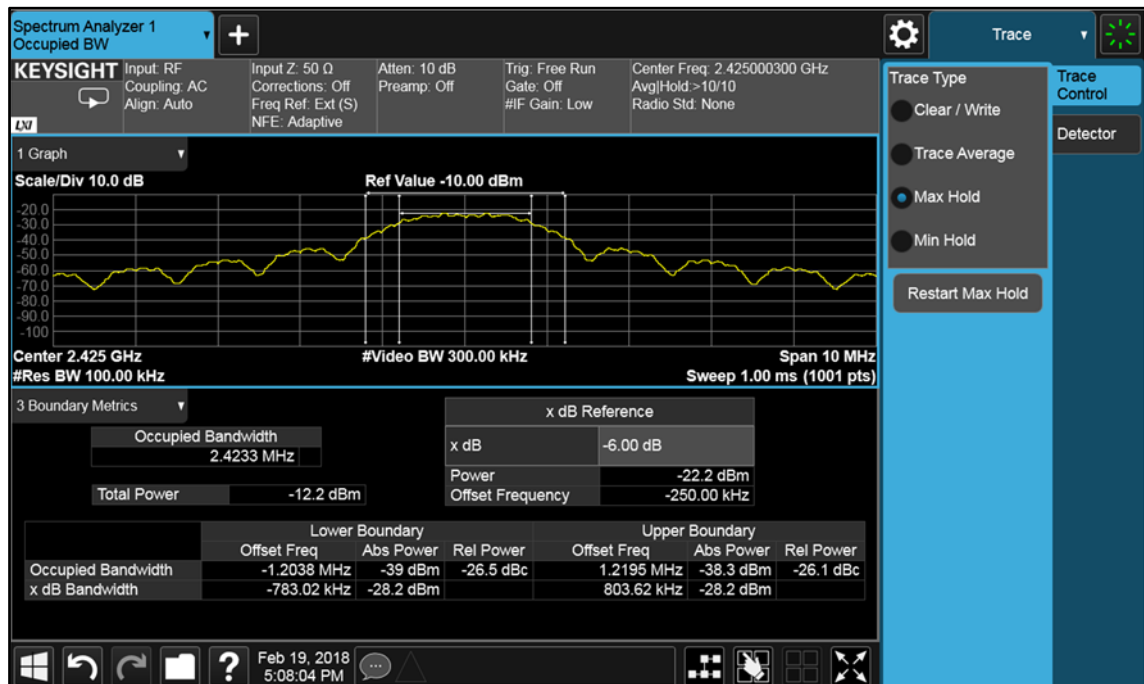 Spectrum Analyzer 1
Occupied BW
+
Trace
KEYSIGHT Input: RF
Coupling: AC
Align: Auto
LXI
Input Z: 50 Ω
Corrections: Off
Freq Ref: Ext (S)
NFE: Adaptive
Atten: 10 dB
Preamp: Off
Trig: Free Run
Gate: Off
#IF Gain: Low
Center Freq: 2.425000300 GHz
Avg|Hold:>10/10
Radio Std: None
Trace Type
Clear / Write
Trace Average
Max Hold
Min Hold
Restart Max Hold
Trace
Control
Detector
1 Graph
Scale/Div 10.0 dB Ref Value -10.00 dBm
-20.0
-30.0
-40.0
-50.0
-60.0
-70.0
-80.0
-90.0
-100
Center 2.425 GHz #Video BW 300.00 kHz Span 10 MHz
#Res BW 100.00 kHz Sweep 1.00 ms (1001 pts)
3 Boundary Metrics
Occupied Bandwidth
2.4233 MHz
Total Power -12.2 dBm
x dB Reference
x dB -6.00 dB
Power -22.2 dBm
Offset Frequency -250.00 kHz
Lower Boundary Upper Boundary
Offset Freq Abs Power Rel Power Offset Freq Abs Power Rel Power
Occupied Bandwidth -1.2038 MHz -39 dBm -26.5 dBc 1.2195 MHz -38.3 dBm -26.1 dBc
x dB Bandwidth -783.02 kHz -28.2 dBm 803.62 kHz -28.2 dBm
?
Feb 19, 2018
5:08:04 PM